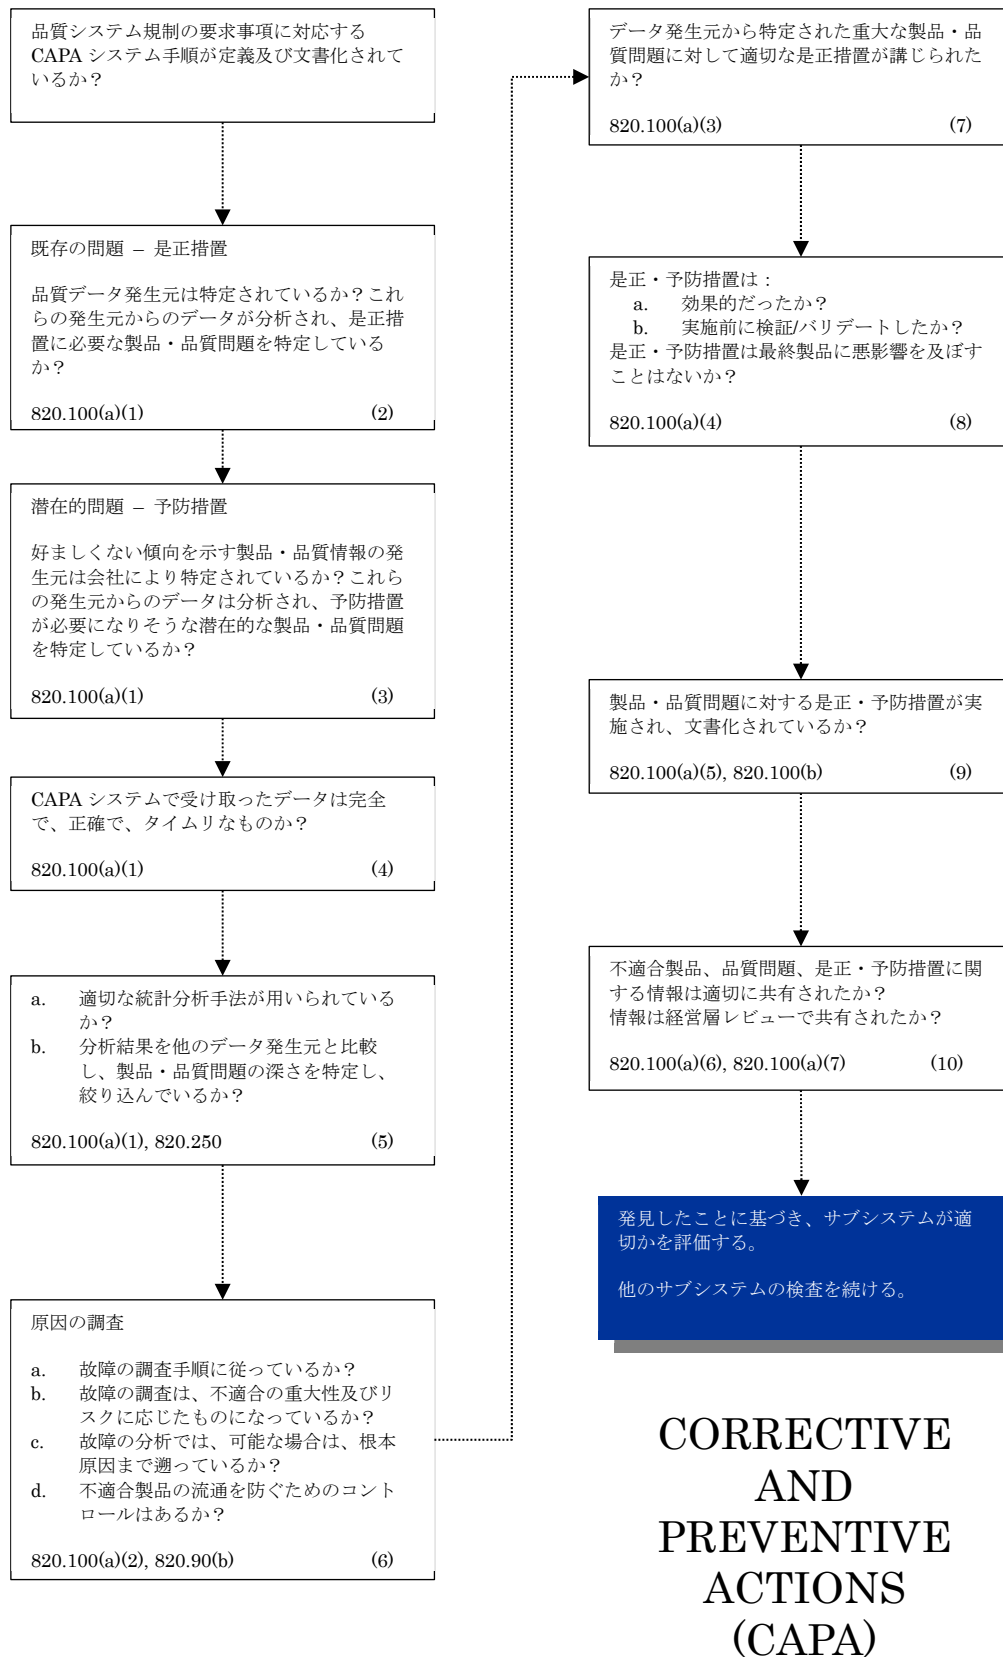 品質システム規制の要求事項に対応する
CAPA システム手順が定義及び文書化されて
いるか？
既存の問題 – 是正措置
品質データ発生元は特定されているか？これ
らの発生元からのデータが分析され、是正措
置に必要な製品・品質問題を特定している
か？
820.100(a)(1) (2)
潜在的問題 – 予防措置
好ましくない傾向を示す製品・品質情報の発
生元は会社により特定されているか？これら
の発生元からのデータは分析され、予防措置
が必要になりそうな潜在的な製品・品質問題
を特定しているか？
820.100(a)(1) (3)
CAPA システムで受け取ったデータは完全
で、正確で、タイムリなものか？
820.100(a)(1) (4)
a. 適切な統計分析手法が用いられている
か？
b. 分析結果を他のデータ発生元と比較
し、製品・品質問題の深さを特定し、
絞り込んでいるか？
820.100(a)(1), 820.250 (5)
原因の調査
a. 故障の調査手順に従っているか？
b. 故障の調査は、不適合の重大性及びリ
スクに応じたものになっているか？
c. 故障の分析では、可能な場合は、根本
原因まで遡っているか？
d. 不適合製品の流通を防ぐためのコント
ロールはあるか？
820.100(a)(2), 820.90(b) (6)
データ発生元から特定された重大な製品・品
質問題に対して適切な是正措置が講じられた
か？
820.100(a)(3) (7)
是正・予防措置は：
a. 効果的だったか？
b. 実施前に検証/バリデートしたか？
是正・予防措置は最終製品に悪影響を及ぼす
ことはないか？
820.100(a)(4) (8)
製品・品質問題に対する是正・予防措置が実
施され、文書化されているか？
820.100(a)(5), 820.100(b) (9)
不適合製品、品質問題、是正・予防措置に関
する情報は適切に共有されたか？
情報は経営層レビューで共有されたか？
820.100(a)(6), 820.100(a)(7) (10)
発見したことに基づき、サブシステムが適
切かを評価する。
他のサブシステムの検査を続ける。
CORRECTIVE
AND
PREVENTIVE
ACTIONS
(CAPA)